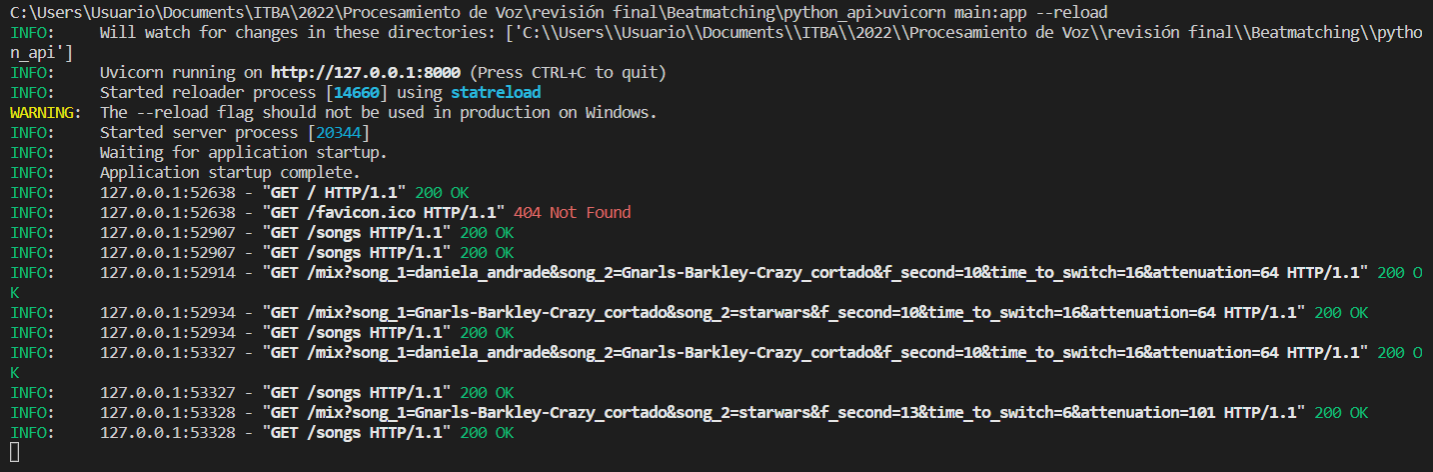 C:\Users\Usuario\Documents\ITBA\2022\Procesamiento de Voz\revisión final\Beatmatching\python_api>uvicorn main:app --reload
INFO:     Will watch for changes in these directories: ['C:\\Users\\Usuario\\Documents\\ITBA\\2022\\Procesamiento de Voz\\revisión final\\Beatmatching\\pytho
n_api']
INFO:     Uvicorn running on http://127.0.0.1:8000 (Press CTRL+C to quit)
INFO:     Started reloader process [14660] using statreload
WARNING:  The --reload flag should not be used in production on Windows.
INFO:     Started server process [20344]
INFO:     Waiting for application startup.
INFO:     Application startup complete.
INFO:     127.0.0.1:52638 - "GET / HTTP/1.1" 200 OK
INFO:     127.0.0.1:52638 - "GET /favicon.ico HTTP/1.1" 404 Not Found
INFO:     127.0.0.1:52907 - "GET /songs HTTP/1.1" 200 OK
INFO:     127.0.0.1:52907 - "GET /songs HTTP/1.1" 200 OK
INFO:     127.0.0.1:52914 - "GET /mix?song_1=daniela_andrade&song_2=Gnarls-Barkley-Crazy_cortado&f_second=10&time_to_switch=16&attenuation=64 HTTP/1.1" 200 O
K
INFO:     127.0.0.1:52934 - "GET /mix?song_1=Gnarls-Barkley-Crazy_cortado&song_2=starwars&f_second=10&time_to_switch=16&attenuation=64 HTTP/1.1" 200 OK
INFO:     127.0.0.1:52934 - "GET /songs HTTP/1.1" 200 OK
INFO:     127.0.0.1:53327 - "GET /mix?song_1=daniela_andrade&song_2=Gnarls-Barkley-Crazy_cortado&f_second=10&time_to_switch=16&attenuation=64 HTTP/1.1" 200 O
K
INFO:     127.0.0.1:53327 - "GET /songs HTTP/1.1" 200 OK
INFO:     127.0.0.1:53328 - "GET /mix?song_1=Gnarls-Barkley-Crazy_cortado&song_2=starwars&f_second=13&time_to_switch=6&attenuation=101 HTTP/1.1" 200 OK
INFO:     127.0.0.1:53328 - "GET /songs HTTP/1.1" 200 OK